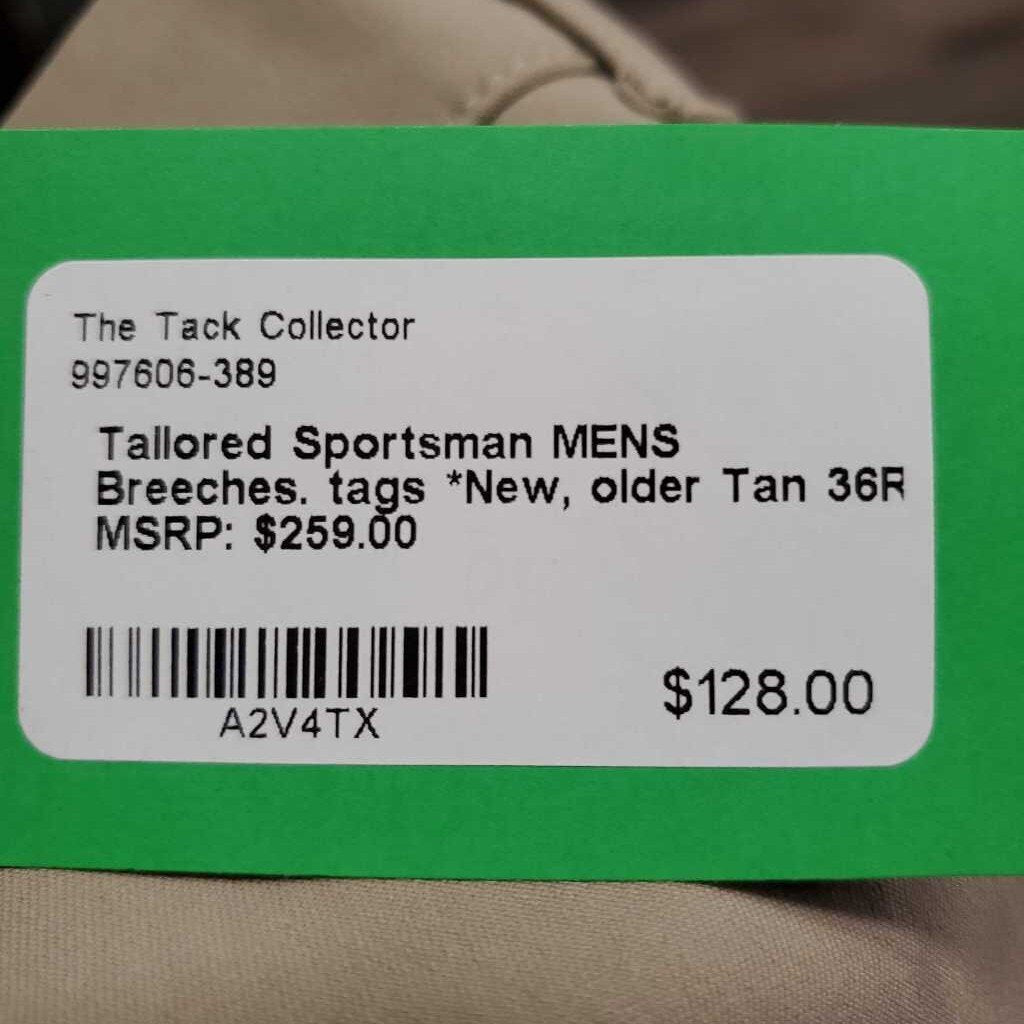 The Tack Collector
997606-389
Tallored Sportsman MENS
Breeches. tags *New, older Tan 36R
MSRP: $259.00
A2V4TX
$128.00